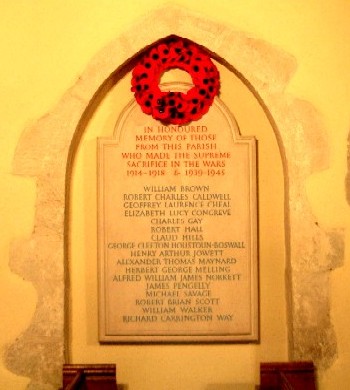 IN HONOURED
MEMORY OF THOSE
FROM THIS PARISH
WHO MADE THE SUPREME
SACRIFICE IN THE WARS
1914-1918 & 1939-1945
WILLIAM BROWN
ROBERT CHARLES CALDWELL
GEOFFREY LAURENCE CHEAL
ELIZABETH LUCY CONGREVE
CHARLES GAY
ROBERT HALL
CLAUD HILES
GEORGE CLIFTON HOUSTOUN-BOSWALL
HENRY ARTHUR JOWETT
ALEXANDER THOMAS MAYNARD
HERBERT GEORGE MELLING
ALFRED WILLIAM JAMES
JAMES PENGELLY
MICHAEL SAVAGE
ROBERT BRIAN SCOTT
WILLIAM WALKER
RICHARD CARRINGTON WAY